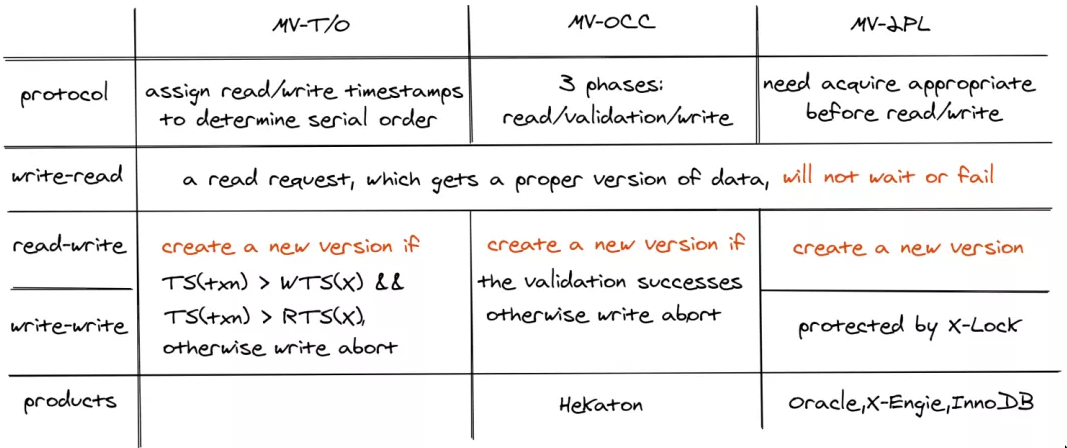 MV-T/O MV-OCC MV-2PL
protocol
assign read/write timestamps
to determine serial order
3 phases:
read/validation/write
need acquire appropriate
before read/write
write-read
a read request, which gets a proper version of data, will not wait or fail
read-write
create a new version if
TS(txn) > WTS(x) &&
TS(txn) > RTS(x),
otherwise write abort
create a new version if
the validation successes
otherwise write abort
create a new version
write-write
protected by X-Lock
products
Hekaton
Oracle,X-Engie,InnoDB